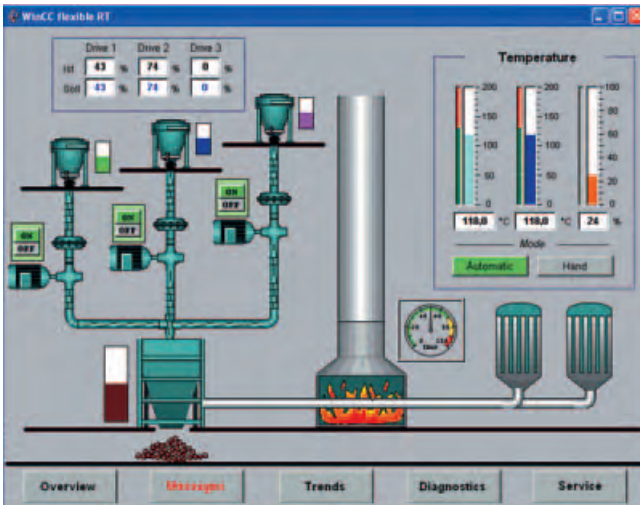 WinCC flexible RT
Drive 1 Drive 2 Drive 3
Ist 43 % 74 % 0 %
Soll 43 % 74 % 0 %
Temperature
200 200 100
80
150 150
60
100 100
40
50 50
20
0 0 0
118,0 °C 118,0 °C 24 %
Mode
Automatic Hand
ON
OFF
ON
OFF
ON
OFF
Overview Trends Diagnostics Service